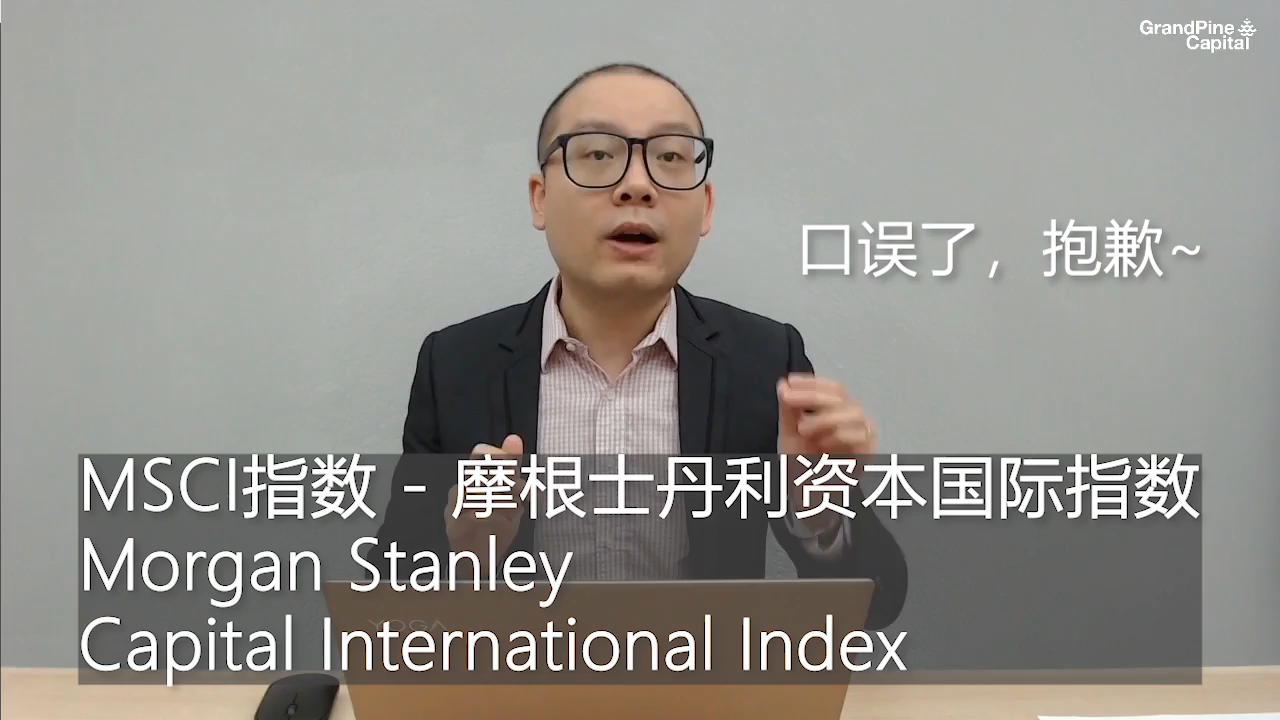 GrandPine
Capital
口误了，抱歉~
MSCI指数 - 摩根士丹利资本国际指数
Morgan Stanley
Capital International Index
YOGA